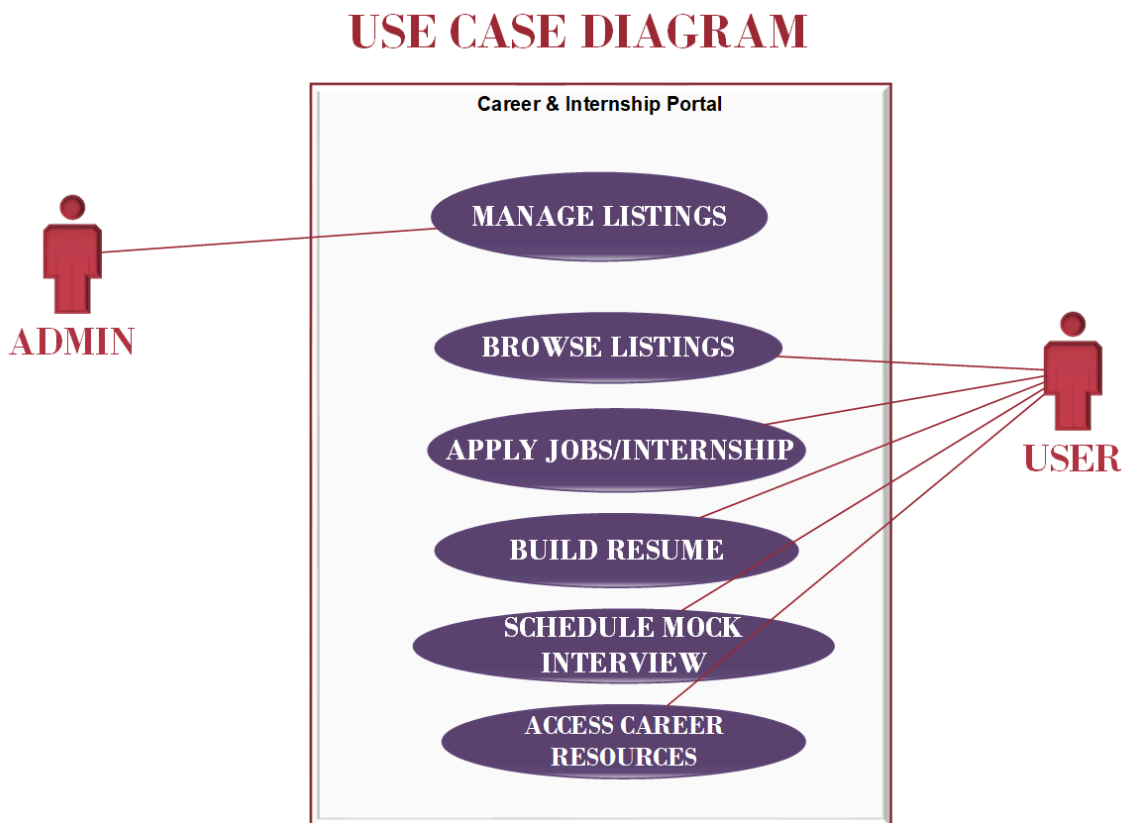 USE CASE DIAGRAM
Career & Internship Portal
MANAGE LISTINGS
ADMIN
BROWSE LISTINGS
APPLY JOBS/INTERNSHIP
USER
BUILD RESUME
SCHEDULE MOCK
INTERVIEW
ACCESS CAREER
RESOURCES